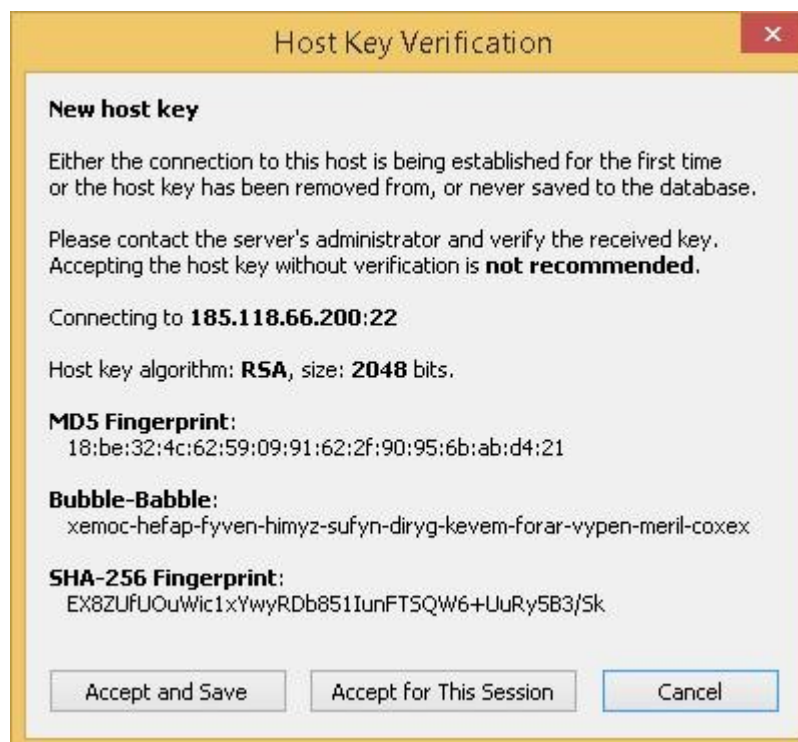 Host Key Verification
New host key
Either the connection to this host is being established for the first time
or the host key has been removed from, or never saved to the database.
Please contact the server's administrator and verify the received key.
Accepting the host key without verification is not recommended.
Connecting to 185.118.66.200:22
Host key algorithm: RSA, size: 2048 bits.
MD5 Fingerprint:
18:be:32:4c:62:59:09:91:62:2f:90:95:6b:ab:d4:21
Bubble-Babble:
xemoc-hefap-fyven-himyz-sufyn-diryg-kevem-forar-vypen-meril-coxex
SHA-256 Fingerprint:
EX8ZUfUOuWic1xYwyRDb851IunFTSQW6+UuRy5B3/Sk
Accept and Save
Accept for This Session
Cancel